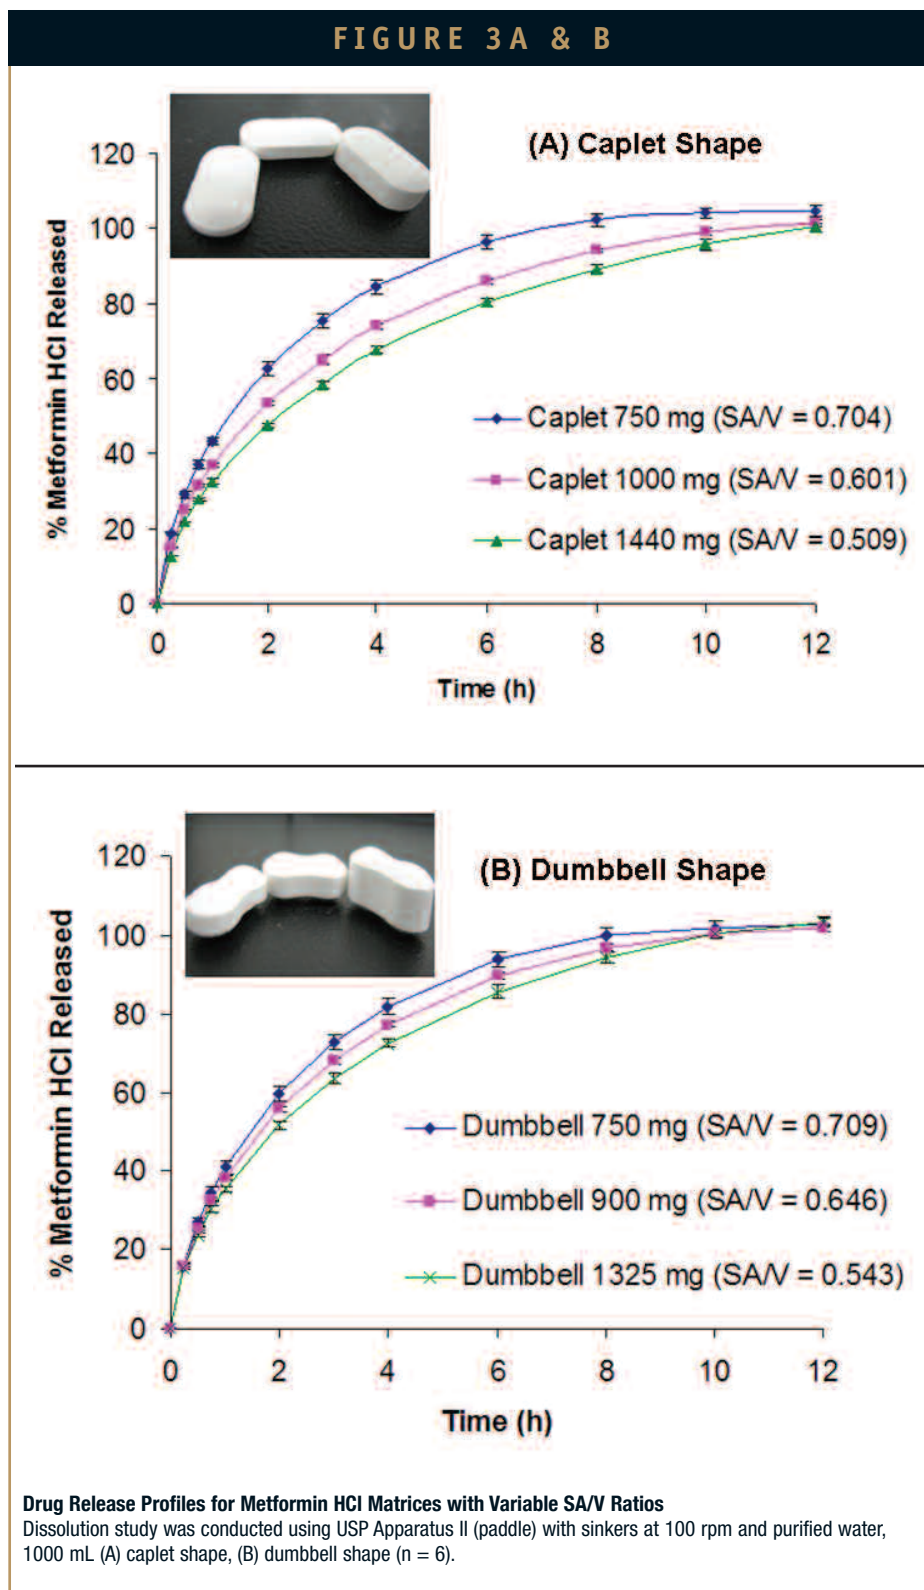 FIGURE 3A & B
(A) Caplet Shape
% Metformin HCl Released
120
100
80
60
40
20
0
Caplet 750 mg (SA/V = 0.704)
Caplet 1000 mg (SA/V = 0.601)
Caplet 1440 mg (SA/V = 0.509)
0 2 4 6 8 10 12
Time (h)
(B) Dumbbell Shape
% Metformin HCl Released
120
100
80
60
40
20
0
Dumbbell 750 mg (SA/V = 0.709)
Dumbbell 900 mg (SA/V = 0.646)
Dumbbell 1325 mg (SA/V = 0.543)
0 2 4 6 8 10 12
Time (h)
Drug Release Profiles for Metformin HCl Matrices with Variable SA/V Ratios
Dissolution study was conducted using USP Apparatus II (paddle) with sinkers at 100 rpm and purified water,
1000 mL (A) caplet shape, (B) dumbbell shape (n = 6).